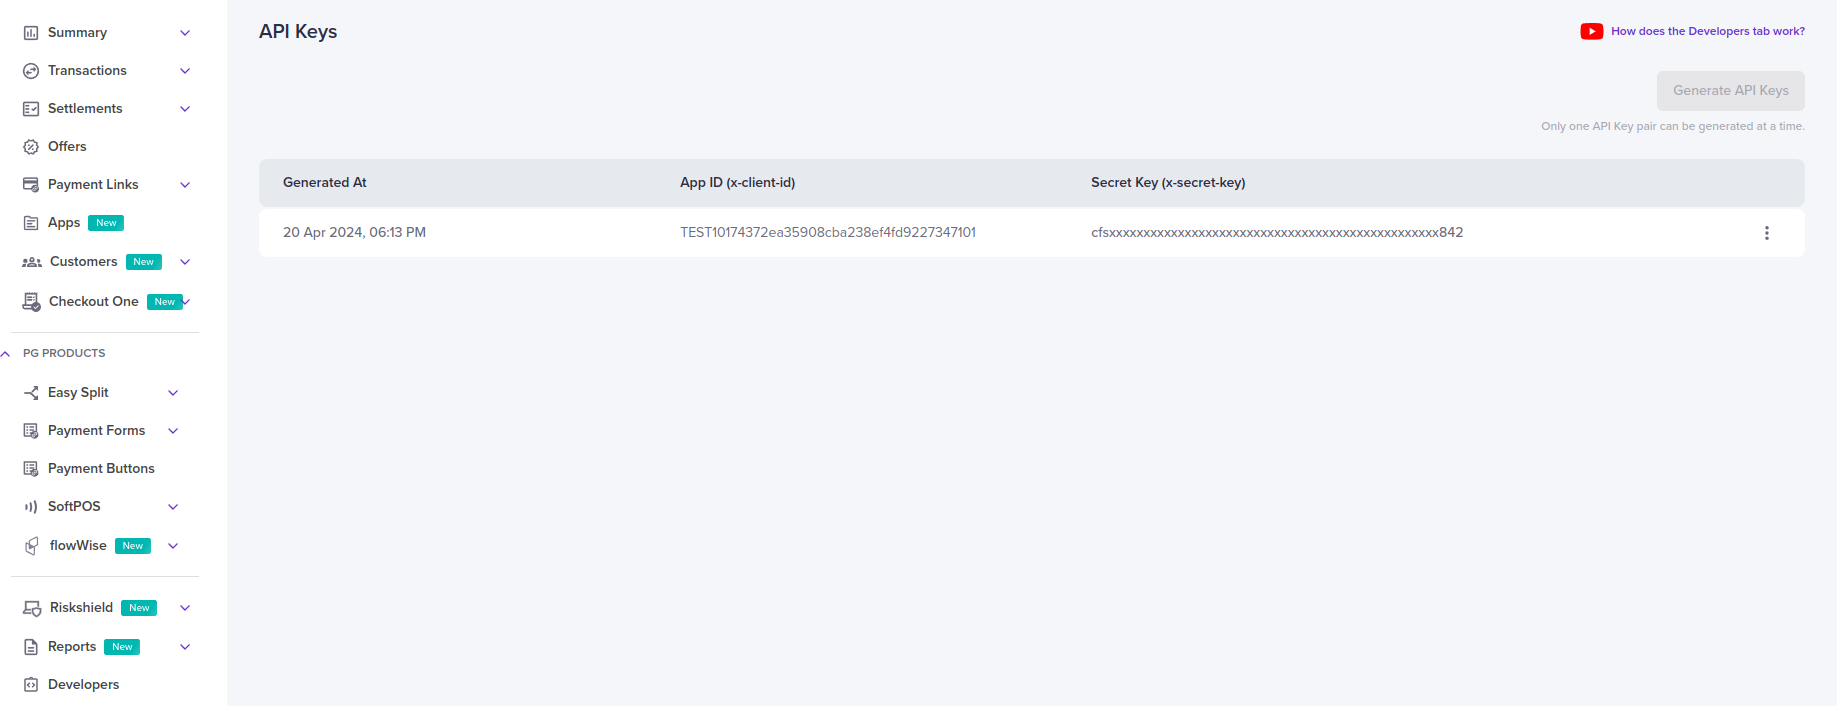 Summary
Transactions
Settlements
Offers
Payment Links
Apps New
Customers New
Checkout One New
PG PRODUCTS
Easy Split
Payment Forms
Payment Buttons
SoftPOS
flowWise New
Riskshield New
Reports New
Developers
API Keys
How does the Developers tab work?
Generate API Keys
Only one API Key pair can be generated at a time.
Generated At App ID (x-client-id) Secret Key (x-secret-key)
20 Apr 2024, 06:13 PM TEST10174372ea35908cba238ef4fd9227347101 cfsxxxxxxxxxxxxxxxxxxxxxxxxxxxxxxxxxxxxxxxxxxxxxxxx842